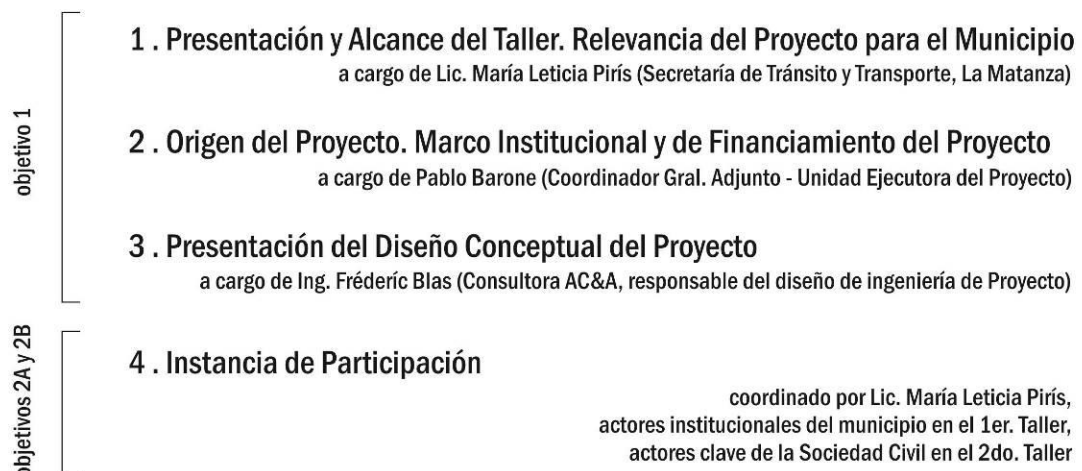 objetivo 1
1 . Presentación y Alcance del Taller. Relevancia del Proyecto para el Municipio
a cargo de Lic. María Leticia Pirís (Secretaría de Tránsito y Transporte, La Matanza)
2 . Origen del Proyecto. Marco Institucional y de Financiamiento del Proyecto
a cargo de Pablo Barone (Coordinador Gral. Adjunto - Unidad Ejecutora del Proyecto)
3 . Presentación del Diseño Conceptual del Proyecto
a cargo de Ing. Fréderíc Blas (Consultora AC&A, responsable del diseño de ingeniería de Proyecto)
objetivos 2A y 2B
4 . Instancia de Participación
coordinado por Lic. María Leticia Pirís,
actores institucionales del municipio en el 1er. Taller,
actores clave de la Sociedad Civil en el 2do. Taller